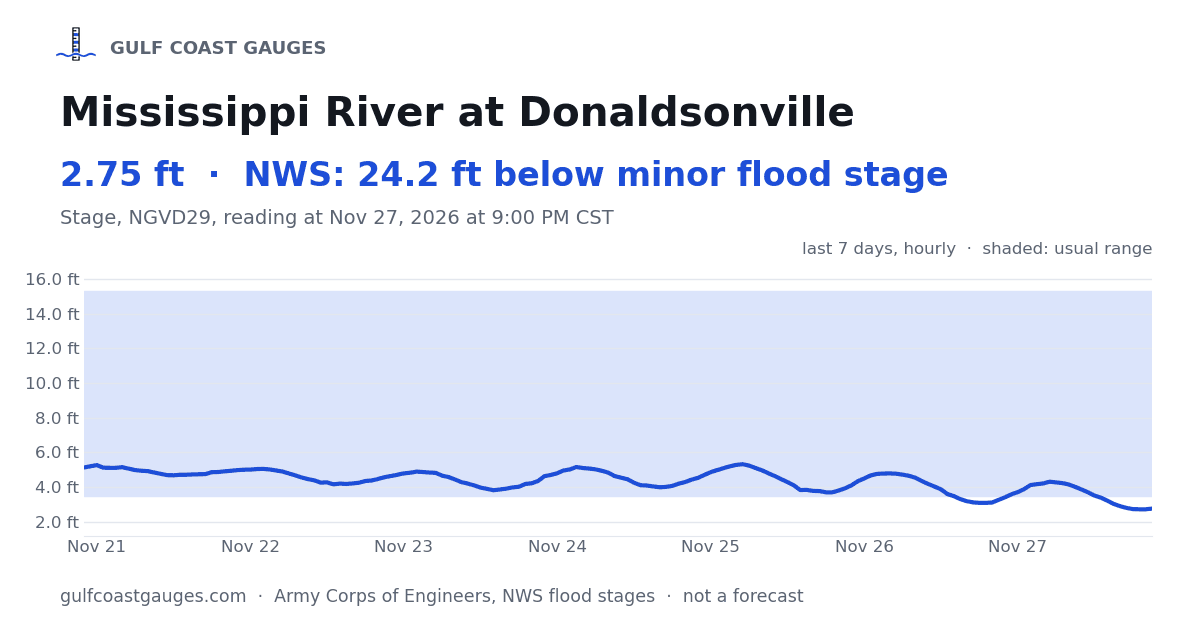 GULF COAST GAUGES
Mississippi River at Donaldsonville
2.75 ft · NWS: 24.2 ft below minor flood stage
Stage, NGVD29, reading at Nov 27, 2026 at 9:00 PM CST
last 7 days, hourly · shaded: usual range
16.0 ft
14.0 ft
12.0 ft
10.0 ft
8.0 ft
6.0 ft
4.0 ft
2.0 ft
Nov 21 Nov 22 Nov 23 Nov 24 Nov 25 Nov 26 Nov 27
gulfcoastgauges.com · Army Corps of Engineers, NWS flood stages · not a forecast